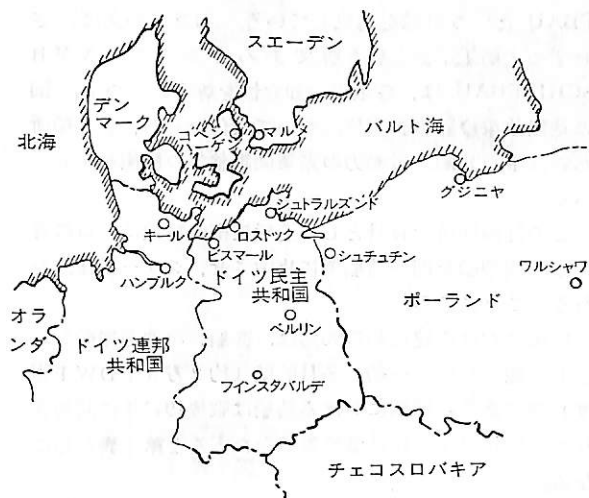 スエーデン
デン
マーク
北海
コペン
ハーゲン
マル
バルト海
グジニヤ
シュトラルズンド
キール
ロストック
ビスマール
シュチュチン
ハンブルク
ドイツ民主
共和国
ワルシャワ
オラ
ンダ
ポーランド
ドイツ連邦
共和国
ベルリン
フインスタバルデ
チェコスロバキア